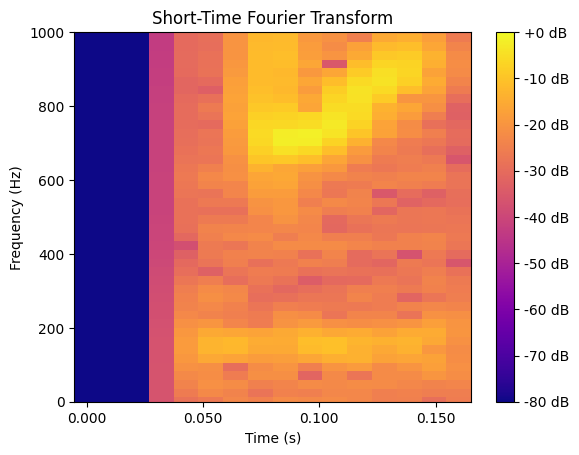 Short-Time Fourier Transform
1000
800
600
400
200
0
Frequency (Hz)
0.000
0.050
0.100
0.150
Time (s)
+0 dB
-10 dB
-20 dB
-30 dB
-40 dB
-50 dB
-60 dB
-70 dB
-80 dB